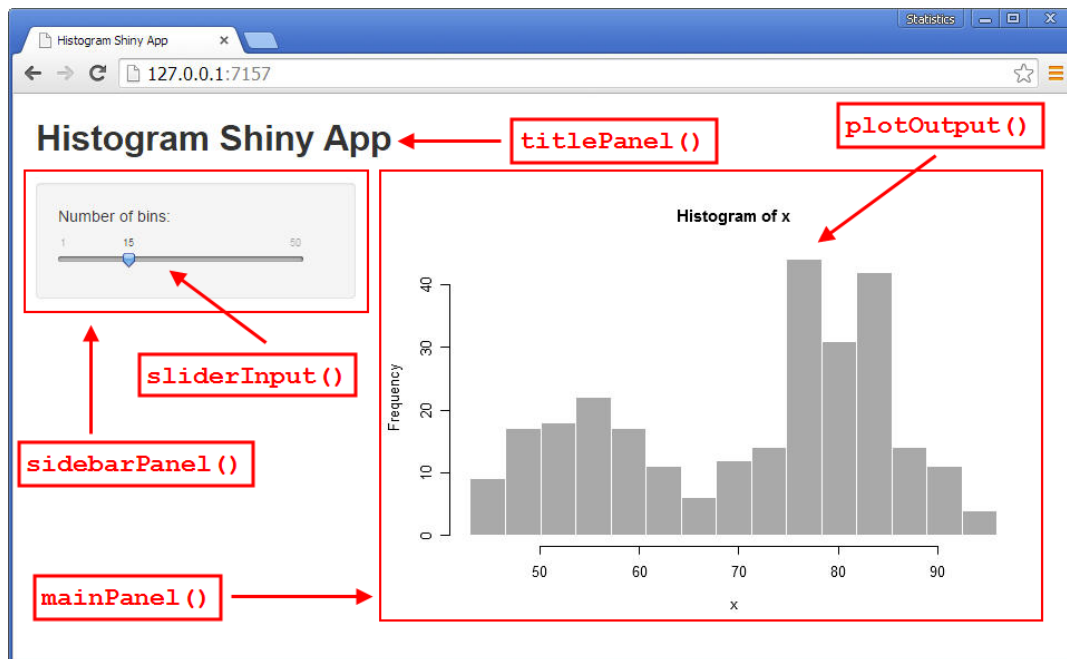 Statistics
Histogram Shiny App
127.0.0.1:7157
Histogram Shiny App
titlePanel()
plotOutput()
Number of bins:
1 15 50
sliderInput()
sidebarPanel()
mainPanel()
Histogram of x
Frequency
40
30
20
10
0
50 60 70 80 90
x